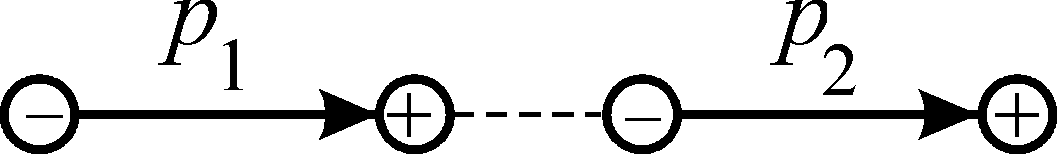 p₁ p₂
− + − +